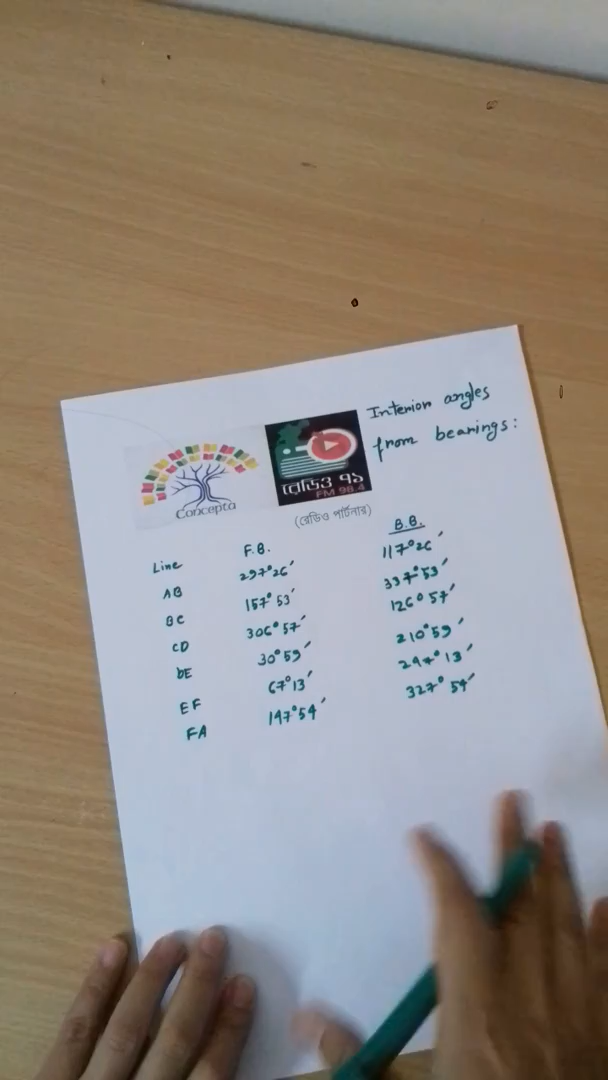 Interior angles
from bearings:
Concepta
রেডিও ৭১
FM 98.4
(রেডিও পার্টনার)
Line F.B. B.B.
AB 297°26′ 117°26′
BC 157°53′ 337°53′
CD 306°57′ 126°57′
DE 30°59′ 210°59′
EF 67°13′ 247°13′
FA 147°54′ 327°54′